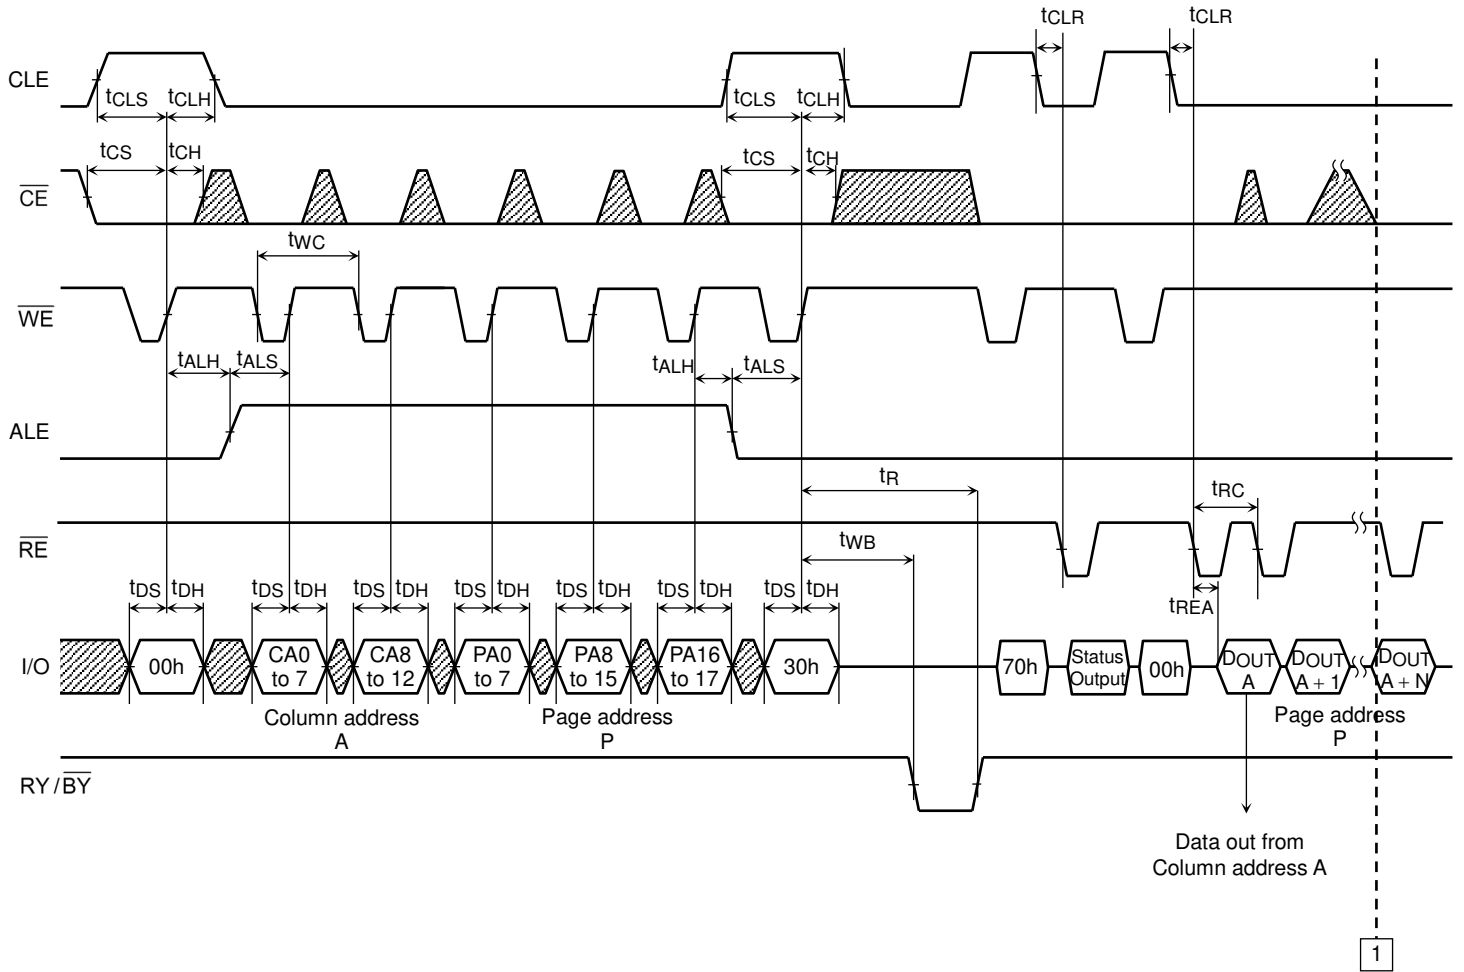 tCLR tCLR
CLE
tCLS tCLH tCLS tCLH
tCS tCH tCS tCH
CE
tWC
WE
tALH tALS tALH tALS
ALE
tR
tRC
RE
tWB
tDS tDH tDS tDH tDS tDH tDS tDH tDS tDH tDS tDH tDS tDH
tREA
I/O
00h
CA0
to 7
CA8
to 12
PA0
to 7
PA8
to 15
PA16
to 17
30h
70h
Status
Output
00h
DOUT
A
DOUT
A + 1
DOUT
A + N
Column address
A
Page address
P
Page address
P
RY / BY
Data out from
Column address A
1